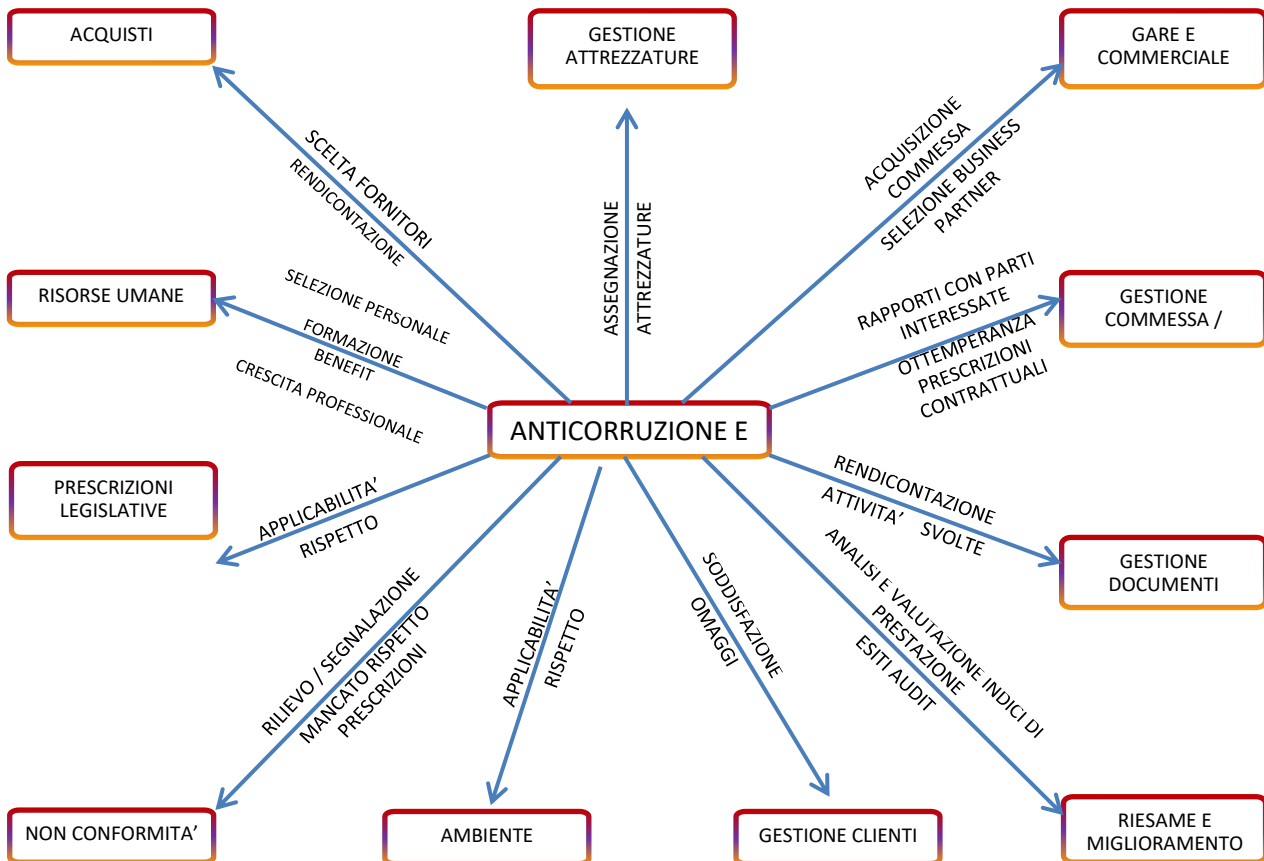 ACQUISTI
GESTIONE
ATTREZZATURE
GARE E
COMMERCIALE
SCELTA FORNITORI
RENDICONTAZIONE
ASSEGNAZIONE
ATTREZZATURE
ACQUISIZIONE
COMMESSA
SELEZIONE BUSINESS
PARTNER
RISORSE UMANE
SELEZIONE PERSONALE
FORMAZIONE
BENEFIT
CRESCITA PROFESSIONALE
RAPPORTI CON PARTI
INTERESSATE
OTTEMPERANZA
PRESCRIZIONI
CONTRATTUALI
GESTIONE
COMMESSA /
ANTICORRUZIONE E
PRESCRIZIONI
LEGISLATIVE
APPLICABILITA’
RISPETTO
RENDICONTAZIONE
ATTIVITA’ SVOLTE
GESTIONE
DOCUMENTI
RILIEVO / SEGNALAZIONE
MANCATO RISPETTO
PRESCRIZIONI
APPLICABILITA’
RISPETTO
SODDISFAZIONE
OMAGGI
ANALISI E VALUTAZIONE INDICI DI
PRESTAZIONE
ESITI AUDIT
NON CONFORMITA’
AMBIENTE
GESTIONE CLIENTI
RIESAME E
MIGLIORAMENTO